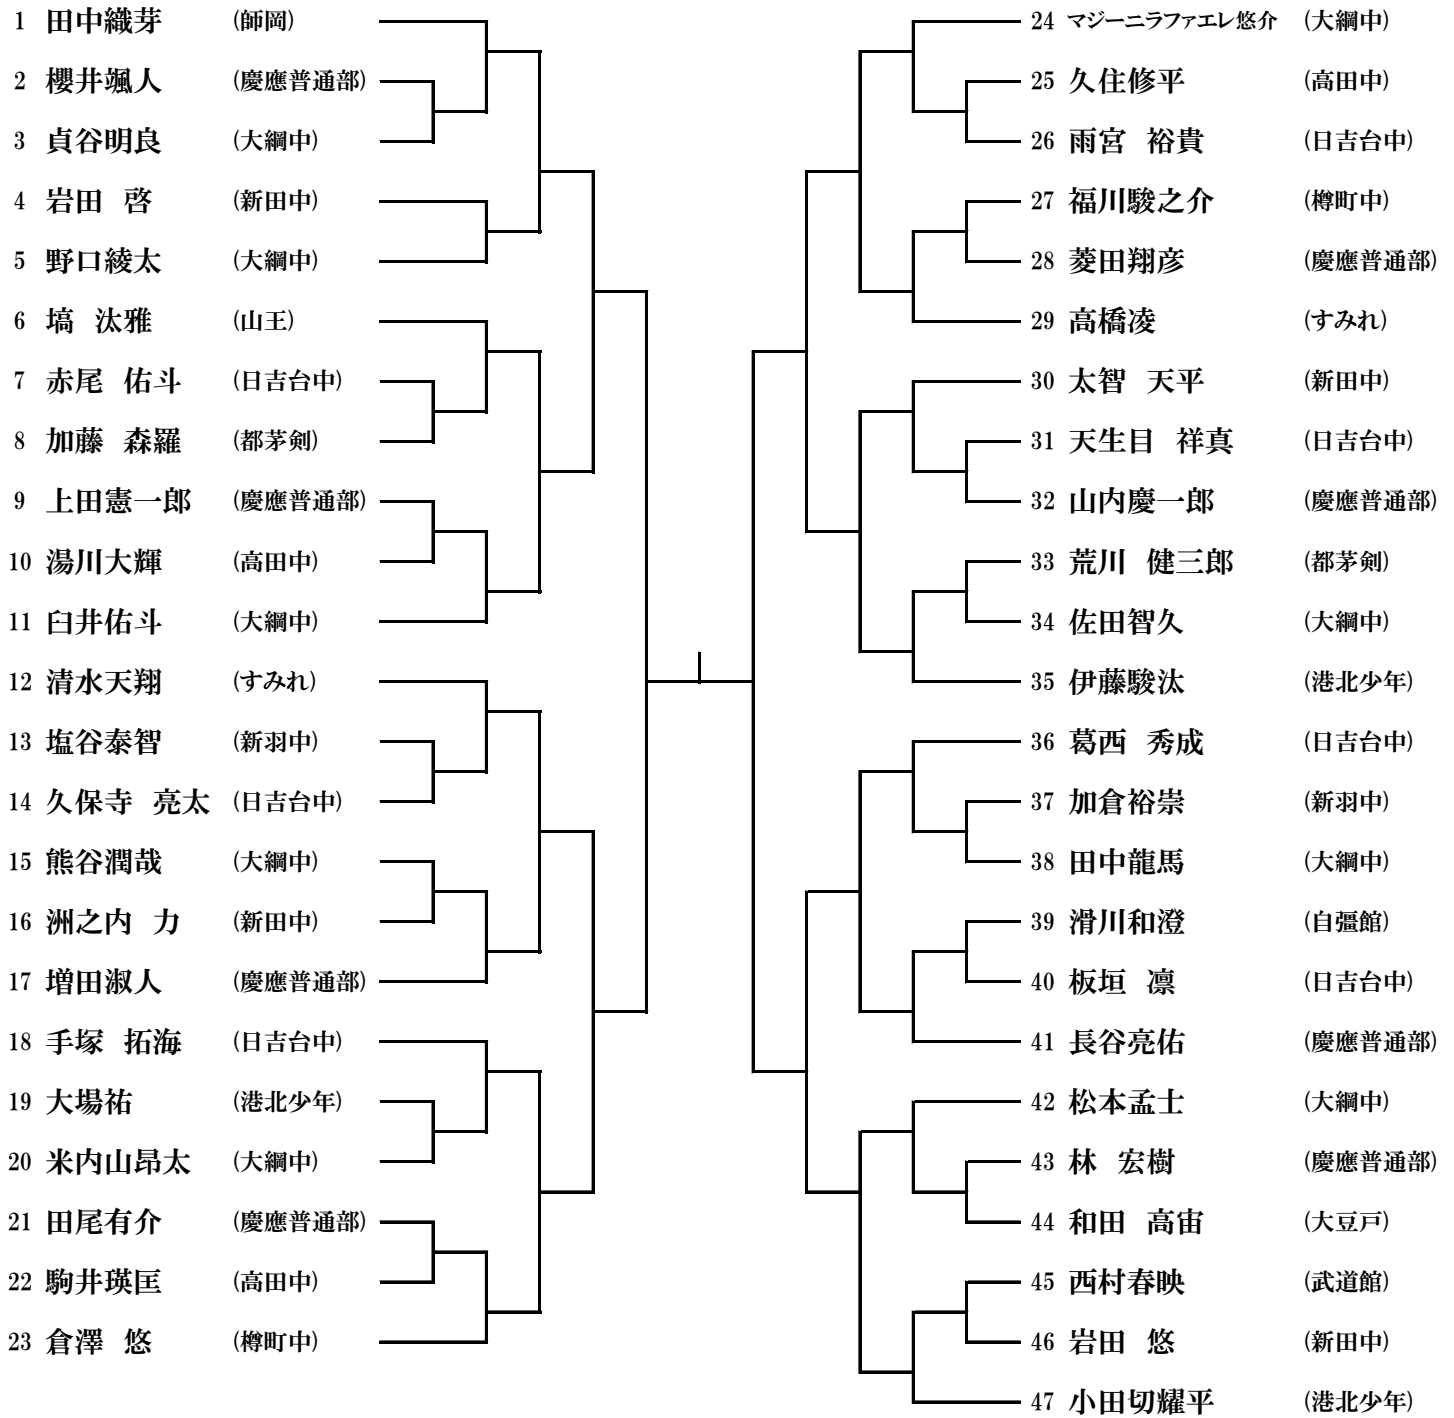 1 田中織芽 (師岡)
2 櫻井颯人 (慶應普通部)
3 貞谷明良 (大綱中)
4 岩田 啓 (新田中)
5 野口綾太 (大綱中)
6 塙 汰雅 (山王)
7 赤尾 佑斗 (日吉台中)
8 加藤 森羅 (都茅剣)
9 上田憲一郎 (慶應普通部)
10 湯川大輝 (高田中)
11 臼井佑斗 (大綱中)
12 清水天翔 (すみれ)
13 塩谷泰智 (新羽中)
14 久保寺 亮太 (日吉台中)
15 熊谷潤哉 (大綱中)
16 洲之内 力 (新田中)
17 増田淑人 (慶應普通部)
18 手塚 拓海 (日吉台中)
19 大場祐 (港北少年)
20 米内山昂太 (大綱中)
21 田尾有介 (慶應普通部)
22 駒井瑛匡 (高田中)
23 倉澤 悠 (樽町中)
24 マジーニラファエレ悠介 (大綱中)
25 久住修平 (高田中)
26 雨宮 裕貴 (日吉台中)
27 福川駿之介 (樽町中)
28 菱田翔彦 (慶應普通部)
29 高橋凌 (すみれ)
30 太智 天平 (新田中)
31 天生目 祥真 (日吉台中)
32 山内慶一郎 (慶應普通部)
33 荒川 健三郎 (都茅剣)
34 佐田智久 (大綱中)
35 伊藤駿汰 (港北少年)
36 葛西 秀成 (日吉台中)
37 加倉裕崇 (新羽中)
38 田中龍馬 (大綱中)
39 滑川和澄 (自彊館)
40 板垣 凛 (日吉台中)
41 長谷亮佑 (慶應普通部)
42 松本孟士 (大綱中)
43 林 宏樹 (慶應普通部)
44 和田 高宙 (大豆戸)
45 西村春映 (武道館)
46 岩田 悠 (新田中)
47 小田切耀平 (港北少年)